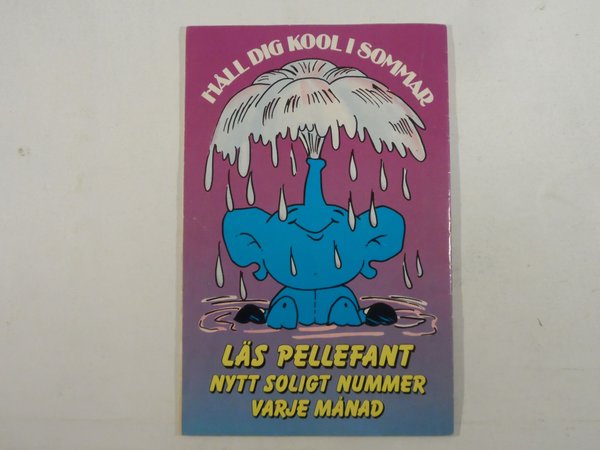 HÅLL DIG KOOL I SOMMAR
LÄS PELLEFANT
NYTT SOLIGT NUMMER
VARJE MÅNAD